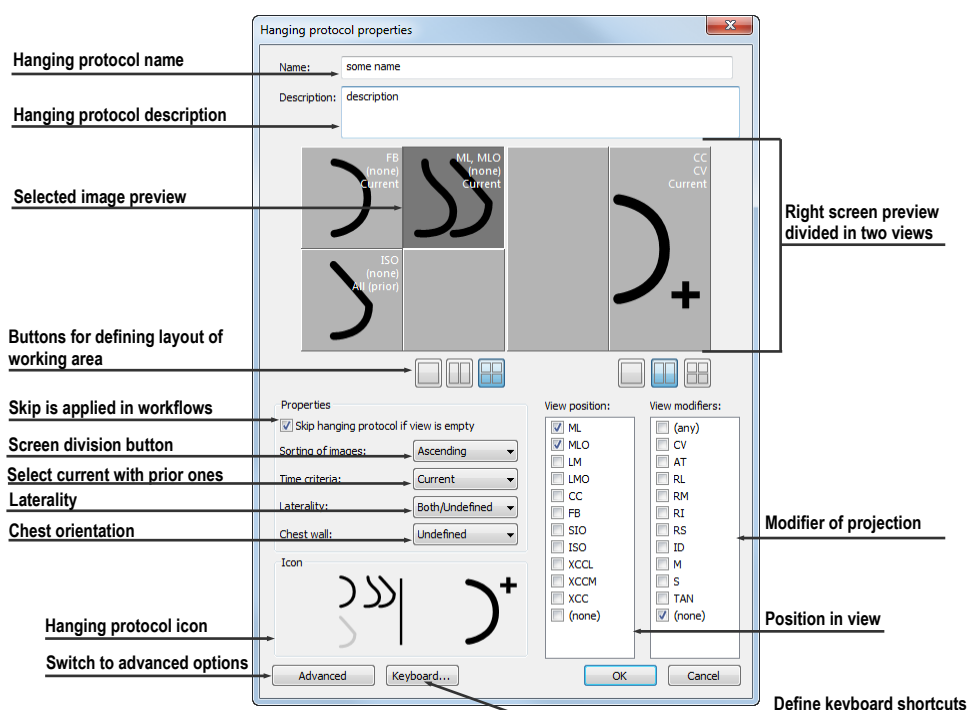 Hanging protocol properties
Hanging protocol name
Name:
some name
Hanging protocol description
Description:
description
FB
(none)
Current
ML, MLO
(none)
Current
CC
CV
Current
Selected image preview
Right screen preview
divided in two views
ISO
(none)
All (prior)
Buttons for defining layout of
working area
Skip is applied in workflows
Properties
Skip hanging protocol if view is empty
Screen division button
Sorting of images:
Ascending
Select current with prior ones
Time criteria:
Current
Laterality
Laterality:
Both/Undefined
Chest orientation
Chest wall:
Undefined
View position:
ML
MLO
LM
LMO
CC
FB
SIO
ISO
XCCL
XCCM
XCC
(none)
View modifiers:
(any)
CV
AT
RL
RM
RI
RS
ID
M
S
TAN
(none)
Modifier of projection
Position in view
Icon
Hanging protocol icon
Switch to advanced options
Advanced
Keyboard...
OK
Cancel
Define keyboard shortcuts